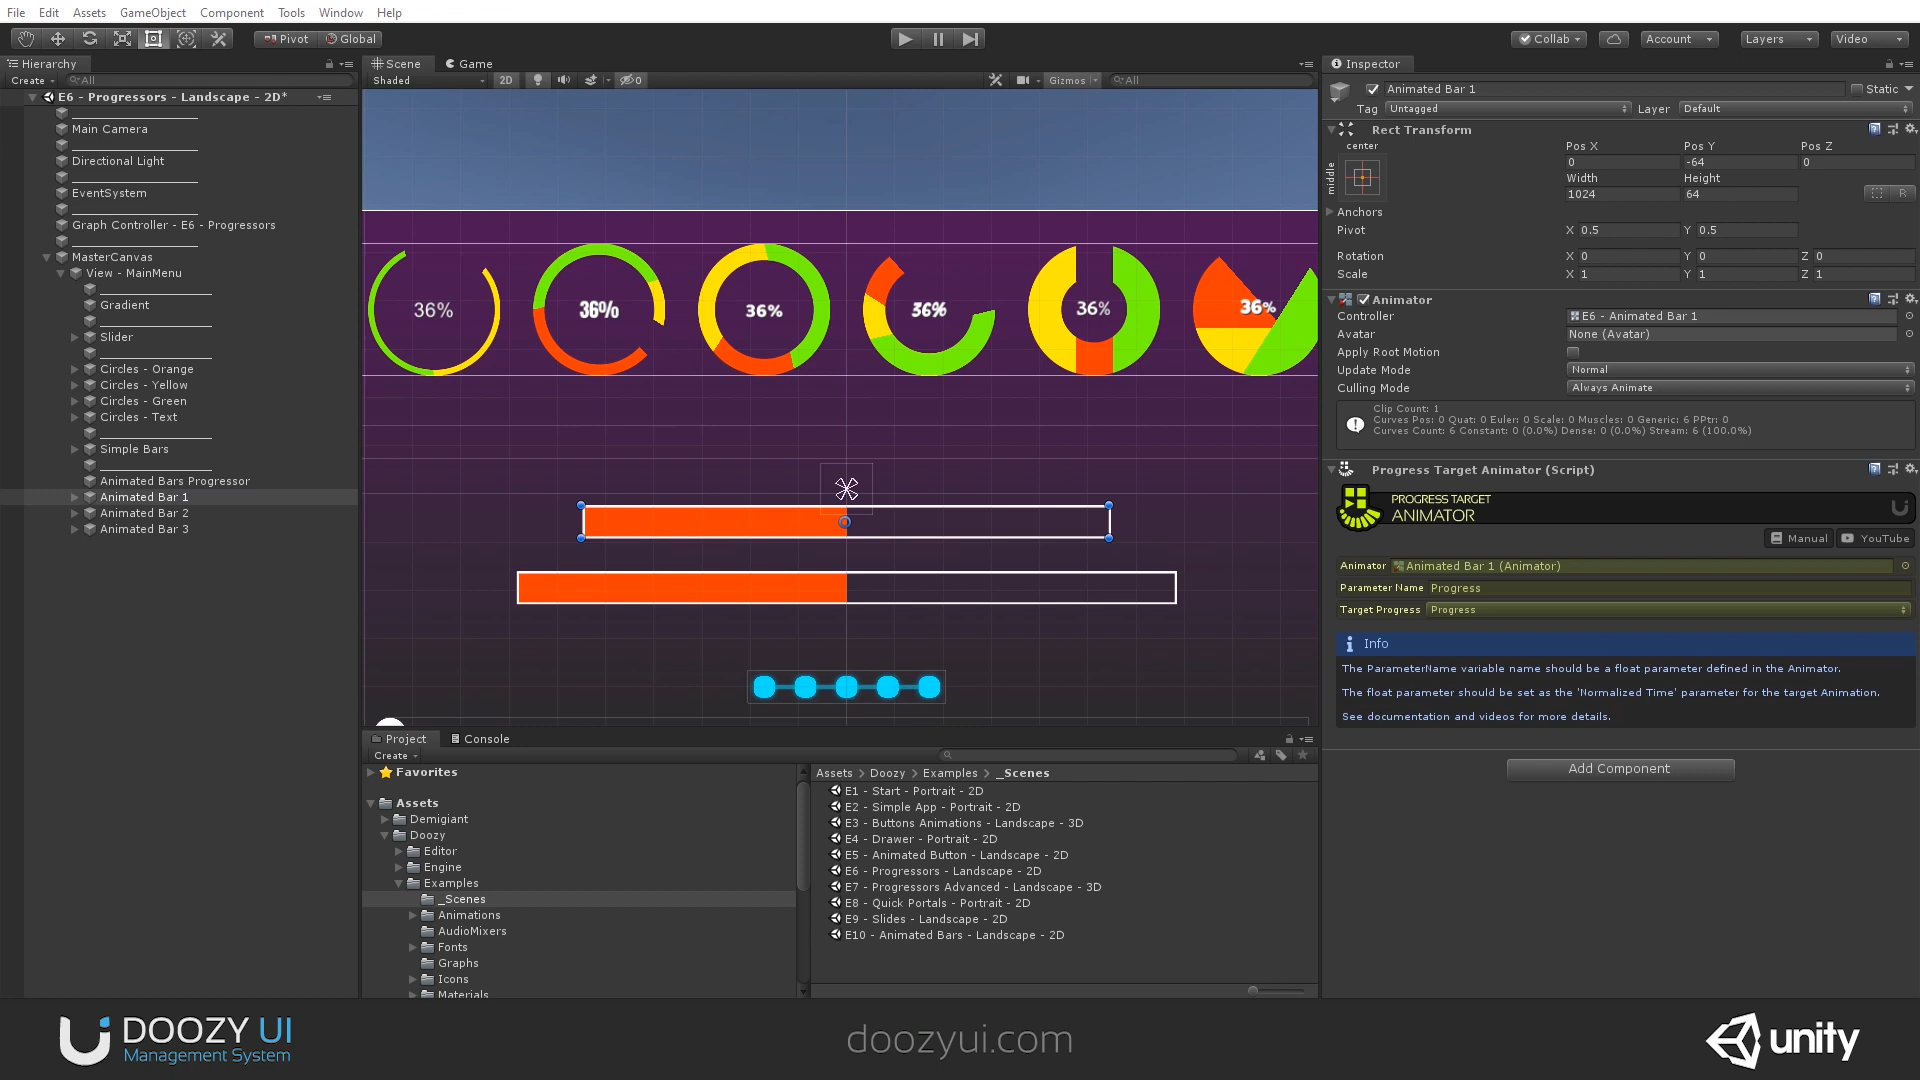 File Edit Assets GameObject Component Tools Window Help
Pivot Global Collab Account Layers Video
Hierarchy
Create All
E6 - Progressors - Landscape - 2D*
Main Camera
Directional Light
EventSystem
Graph Controller - E6 - Progressors
MasterCanvas
View - MainMenu
Gradient
Slider
Circles - Orange
Circles - Yellow
Circles - Green
Circles - Text
Simple Bars
Animated Bars Progressor
Animated Bar 1
Animated Bar 2
Animated Bar 3
Scene Game
Shaded 2D 0 Gizmos All
36% 36% 36% 36% 36% 36%
Project Console
Create
Favorites
Assets
Demigiant
Doozy
Editor
Engine
Examples
_Scenes
Animations
AudioMixers
Fonts
Graphs
Icons
Materials
Assets > Doozy > Examples > _Scenes
E1 - Start - Portrait - 2D
E2 - Simple App - Portrait - 2D
E3 - Buttons Animations - Landscape - 3D
E4 - Drawer - Portrait - 2D
E5 - Animated Button - Landscape - 2D
E6 - Progressors - Landscape - 2D
E7 - Progressors Advanced - Landscape - 3D
E8 - Quick Portals - Portrait - 2D
E9 - Slides - Landscape - 2D
E10 - Animated Bars - Landscape - 2D
Inspector
Animated Bar 1 Static
Tag Untagged Layer Default
Rect Transform
center
middle
Pos X Pos Y Pos Z
0 -64 0
Width Height
1024 64
R
Anchors
Pivot X 0.5 Y 0.5
Rotation X 0 Y 0 Z 0
Scale X 1 Y 1 Z 1
Animator
Controller E6 - Animated Bar 1
Avatar None (Avatar)
Apply Root Motion
Update Mode Normal
Culling Mode Always Animate
Clip Count: 1
Curves Pos: 0 Quat: 0 Euler: 0 Scale: 0 Muscles: 0 Generic: 6 PPtr: 0
Curves Count: 6 Constant: 0 (0.0%) Dense: 0 (0.0%) Stream: 6 (100.0%)
Progress Target Animator (Script)
PROGRESS TARGET
ANIMATOR
Manual YouTube
Animator Animated Bar 1 (Animator)
Parameter Name Progress
Target Progress Progress
Info
The ParameterName variable name should be a float parameter defined in the Animator.
The float parameter should be set as the 'Normalized Time' parameter for the target Animation.
See documentation and videos for more details.
Add Component
DOOZY UI
Management System
doozyui.com
unity